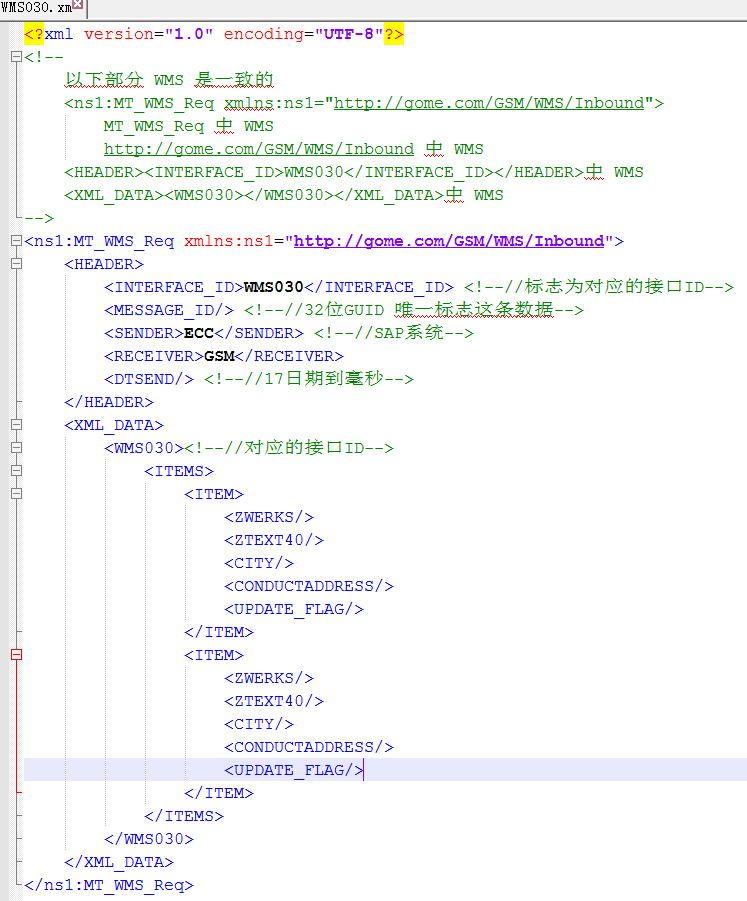 WMS030.xm
<?xml version="1.0" encoding="UTF-8"?>
<!--
以下部分 WMS 是一致的
<ns1:MT_WMS_Req xmlns:ns1="http://gome.com/GSM/WMS/Inbound">
MT_WMS_Req 中 WMS
http://gome.com/GSM/WMS/Inbound 中 WMS
<HEADER><INTERFACE_ID>WMS030</INTERFACE_ID></HEADER>中 WMS
<XML_DATA><WMS030></WMS030></XML_DATA>中 WMS
-->
<ns1:MT_WMS_Req xmlns:ns1="http://gome.com/GSM/WMS/Inbound">
<HEADER>
<INTERFACE_ID>WMS030</INTERFACE_ID> <!--//标志为对应的接口ID-->
<MESSAGE_ID/> <!--//32位GUID 唯一标志这条数据-->
<SENDER>ECC</SENDER> <!--//SAP系统-->
<RECEIVER>GSM</RECEIVER>
<DTSEND/> <!--//17日期到毫秒-->
</HEADER>
<XML_DATA>
<WMS030><!--//对应的接口ID-->
<ITEMS>
<ITEM>
<ZWERKS/>
<ZTEXT40/>
<CITY/>
<CONDUCTADDRESS/>
<UPDATE_FLAG/>
</ITEM>
<ITEM>
<ZWERKS/>
<ZTEXT40/>
<CITY/>
<CONDUCTADDRESS/>
<UPDATE_FLAG/>
</ITEM>
</ITEMS>
</WMS030>
</XML_DATA>
</ns1:MT_WMS_Req>